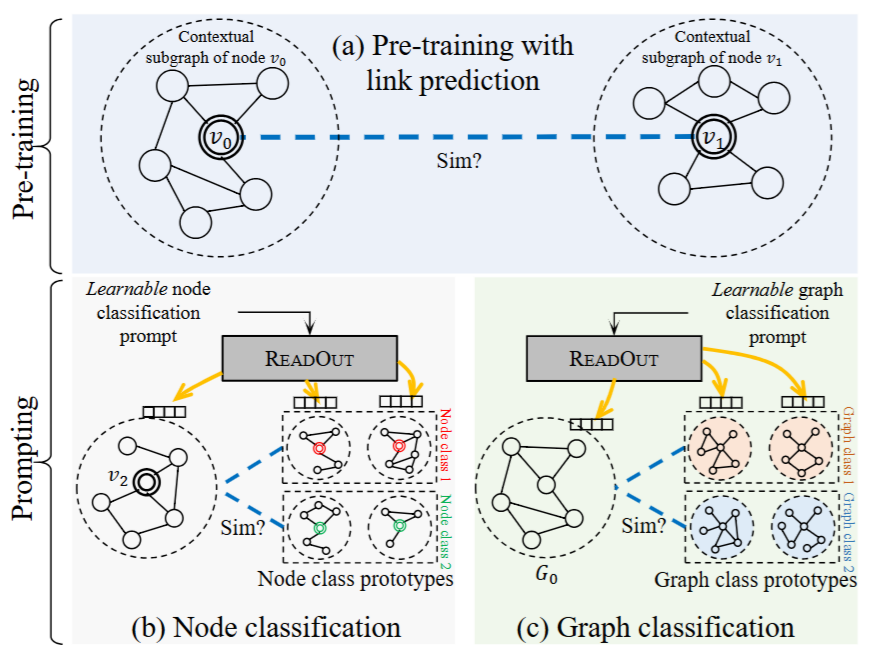 Pre-training
Contextual
subgraph of node v₀
(a) Pre-training with
link prediction
Contextual
subgraph of node v₁
v₀
v₁
Sim?
Prompting
Learnable node
classification
prompt
READOUT
v₂
Sim?
Node class 1
Node class 2
Node class prototypes
(b) Node classification
Learnable graph
classification
prompt
READOUT
G₀
Sim?
Graph class 1
Graph class 2
Graph class prototypes
(c) Graph classification